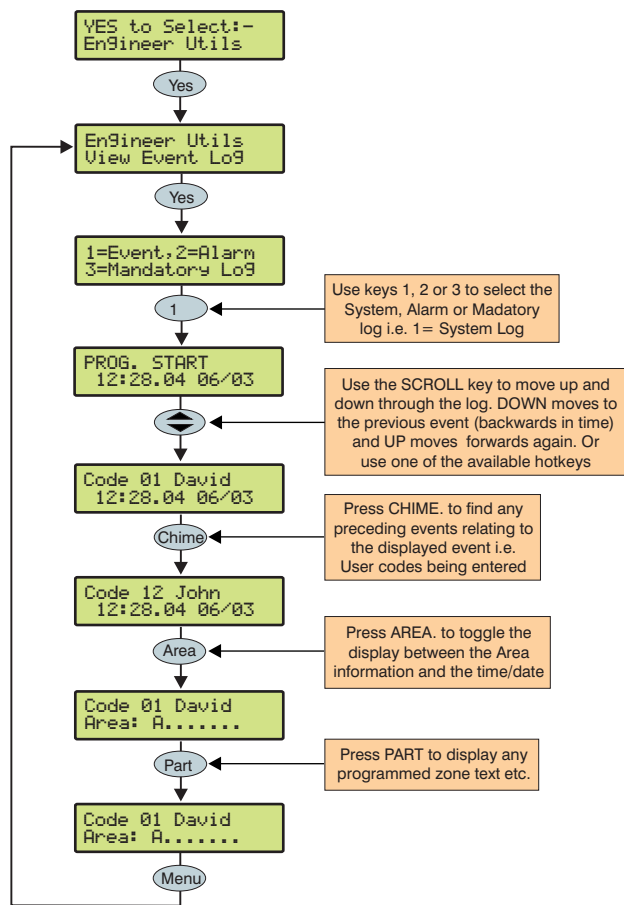 YES to Select:-
Engineer Utils
Yes
Engineer Utils
View Event Log
Yes
1=Event,2=Alarm
3=Mandatory Log
1
Use keys 1, 2 or 3 to select the
System, Alarm or Madatory
log i.e. 1= System Log
PROG. START
12:28.04 06/03
Use the SCROLL key to move up and
down through the log. DOWN moves to
the previous event (backwards in time)
and UP moves forwards again. Or
use one of the available hotkeys
Code 01 David
12:28.04 06/03
Chime
Press CHIME. to find any
preceding events relating to
the displayed event i.e.
User codes being entered
Code 12 John
12:28.04 06/03
Area
Press AREA. to toggle the
display between the Area
information and the time/date
Code 01 David
Area: A.......
Part
Press PART to display any
programmed zone text etc.
Code 01 David
Area: A.......
Menu